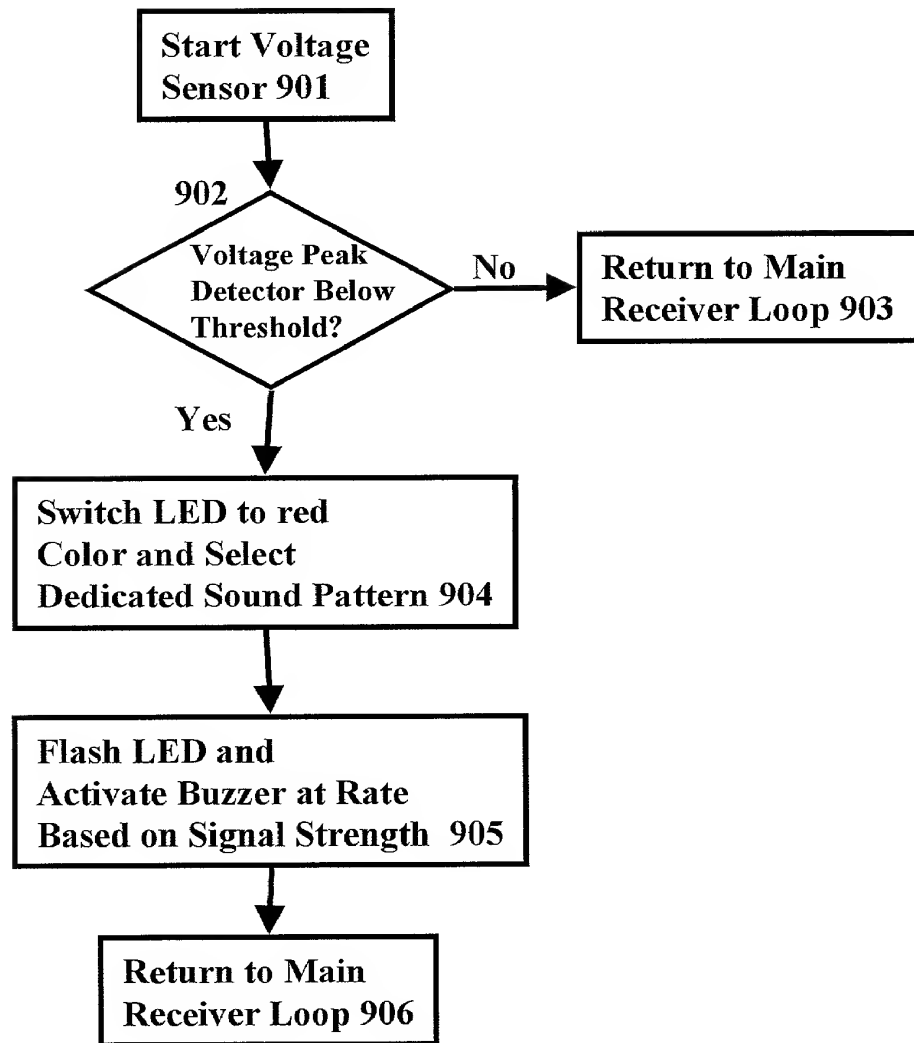 Start Voltage
Sensor 901
902
Voltage Peak
Detector Below
Threshold?
No
Return to Main
Receiver Loop 903
Yes
Switch LED to red
Color and Select
Dedicated Sound Pattern 904
Flash LED and
Activate Buzzer at Rate
Based on Signal Strength 905
Return to Main
Receiver Loop 906